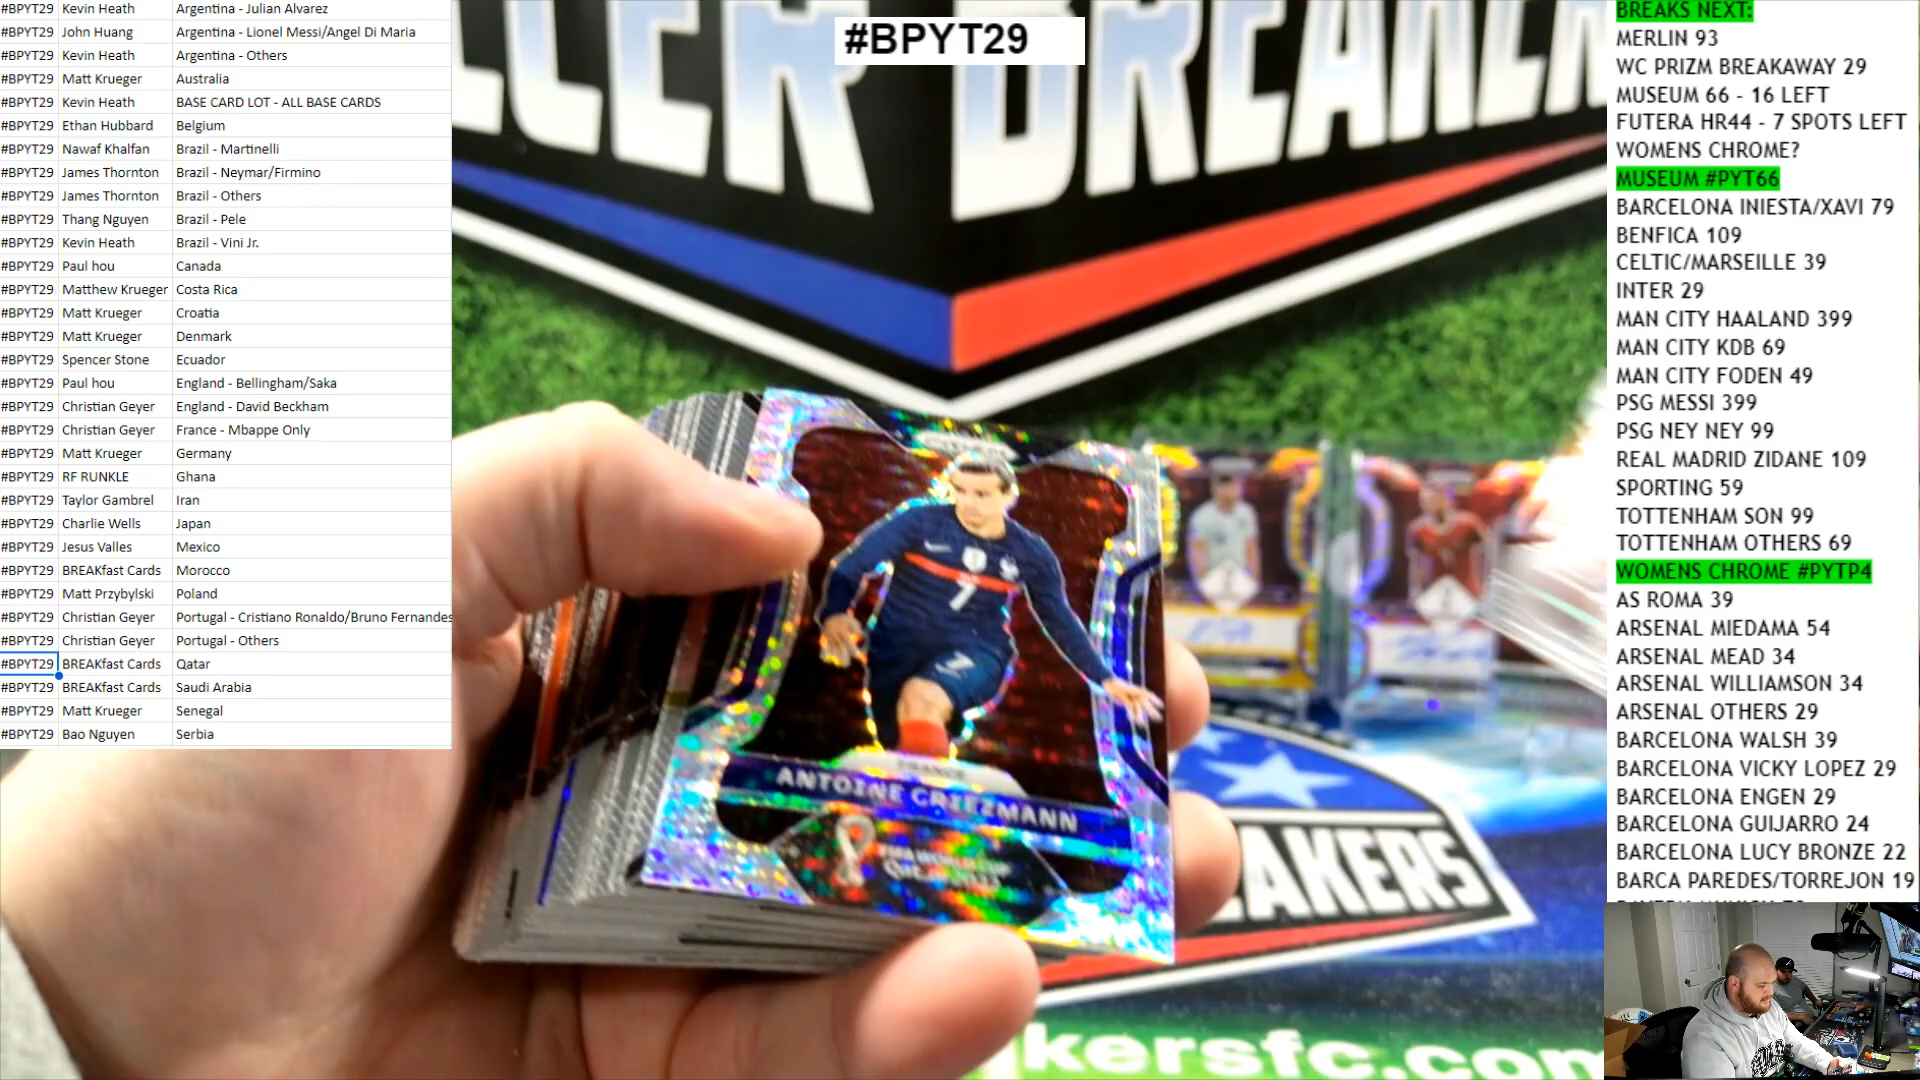 #BPYT29 Kevin Heath Argentina - Julian Alvarez
#BPYT29 John Huang Argentina - Lionel Messi/Angel Di Maria
#BPYT29 Kevin Heath Argentina - Others
#BPYT29 Matt Krueger Australia
#BPYT29 Kevin Heath BASE CARD LOT - ALL BASE CARDS
#BPYT29 Ethan Hubbard Belgium
#BPYT29 Nawaf Khalfan Brazil - Martinelli
#BPYT29 James Thornton Brazil - Neymar/Firmino
#BPYT29 James Thornton Brazil - Others
#BPYT29 Thang Nguyen Brazil - Pele
#BPYT29 Kevin Heath Brazil - Vini Jr.
#BPYT29 Paul hou Canada
#BPYT29 Matthew Krueger Costa Rica
#BPYT29 Matt Krueger Croatia
#BPYT29 Matt Krueger Denmark
#BPYT29 Spencer Stone Ecuador
#BPYT29 Paul hou England - Bellingham/Saka
#BPYT29 Christian Geyer England - David Beckham
#BPYT29 Christian Geyer France - Mbappe Only
#BPYT29 Matt Krueger Germany
#BPYT29 RF RUNKLE Ghana
#BPYT29 Taylor Gambrel Iran
#BPYT29 Charlie Wells Japan
#BPYT29 Jesus Valles Mexico
#BPYT29 BREAKfast Cards Morocco
#BPYT29 Matt Przybylski Poland
#BPYT29 Christian Geyer Portugal - Cristiano Ronaldo/Bruno Fernandes
#BPYT29 Christian Geyer Portugal - Others
#BPYT29 BREAKfast Cards Qatar
#BPYT29 BREAKfast Cards Saudi Arabia
#BPYT29 Matt Krueger Senegal
#BPYT29 Bao Nguyen Serbia
#BPYT29
CCER BREAKER
7
7
FRANCE
ANTOINE GRIEZMANN
FIFA WORLD CUP
EAKERS
kersfc.com
BREAKS NEXT:
MERLIN 93
WC PRIZM BREAKAWAY 29
MUSEUM 66 - 16 LEFT
FUTERA HR44 - 7 SPOTS LEFT
WOMENS CHROME?
MUSEUM #PYT66
BARCELONA INIESTA/XAVI 79
BENFICA 109
CELTIC/MARSEILLE 39
INTER 29
MAN CITY HAALAND 399
MAN CITY KDB 69
MAN CITY FODEN 49
PSG MESSI 399
PSG NEY NEY 99
REAL MADRID ZIDANE 109
SPORTING 59
TOTTENHAM SON 99
TOTTENHAM OTHERS 69
WOMENS CHROME #PYTP4
AS ROMA 39
ARSENAL MIEDAMA 54
ARSENAL MEAD 34
ARSENAL WILLIAMSON 34
ARSENAL OTHERS 29
BARCELONA WALSH 39
BARCELONA VICKY LOPEZ 29
BARCELONA ENGEN 29
BARCELONA GUIJARRO 24
BARCELONA LUCY BRONZE 22
BARCA PAREDES/TORREJON 19